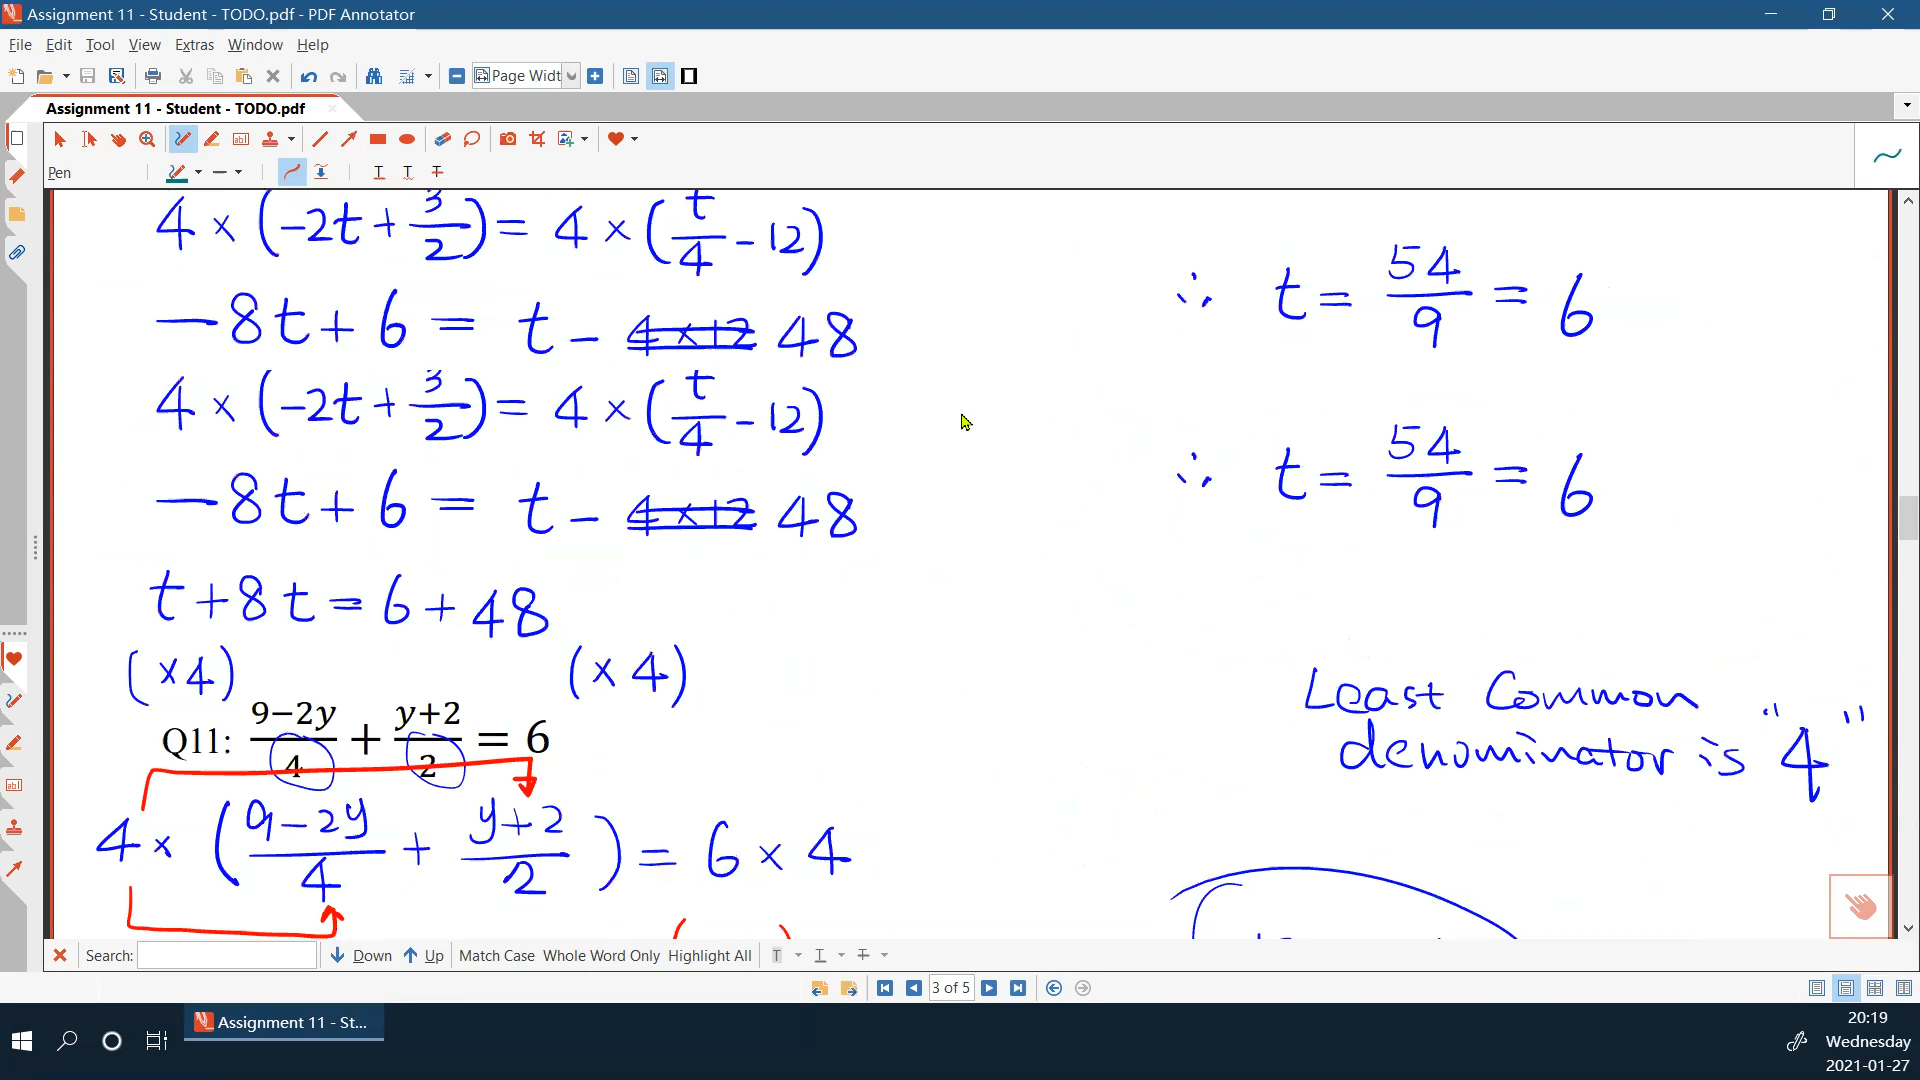 Assignment 11 - Student - TODO.pdf - PDF Annotator
File Edit Tool View Extras Window Help
Page Widt
Assignment 11 - Student - TODO.pdf
Pen
4 × (-2t + 3/2) = 4 × (t/4 - 12)
-8t + 6 = t - 4 × 12 48
∴ t = 54/9 = 6
4 × (-2t + 3/2) = 4 × (t/4 - 12)
-8t + 6 = t - 4 × 12 48
∴ t = 54/9 = 6
t + 8t = 6 + 48
(×4) (×4)
Q11: 9−2y/4 + y+2/2 = 6
Least Common
denominator is "4"
4 × (9-2y/4 + y+2/2) = 6 × 4
Search: Down Up Match Case Whole Word Only Highlight All
3 of 5
Assignment 11 - St...
20:19
Wednesday
2021-01-27